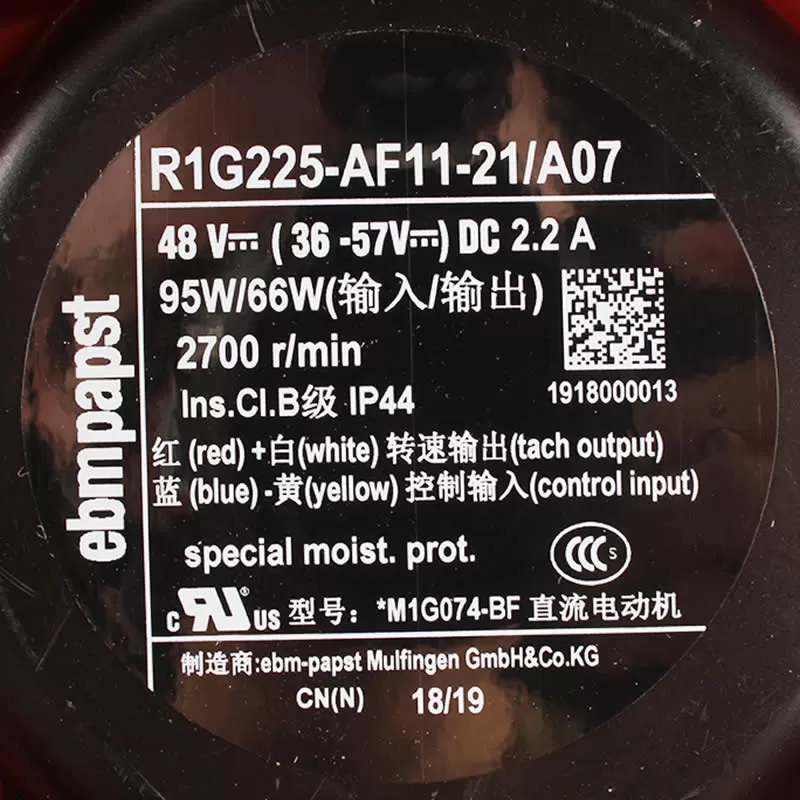 ebmpapst
R1G225-AF11-21/A07
48 V⎓ ( 36 -57V⎓) DC 2.2 A
95W/66W(输入/输出)
2700 r/min
Ins.Cl.B级 IP44
1918000013
红 (red) +白(white) 转速输出(tach output)
蓝 (blue) -黄(yellow) 控制输入(control input)
special moist. prot.
CCC S
c RU ® US 型号: *M1G074-BF 直流电动机
制造商:ebm-papst Mulfingen GmbH&Co.KG
CN(N) 18/19